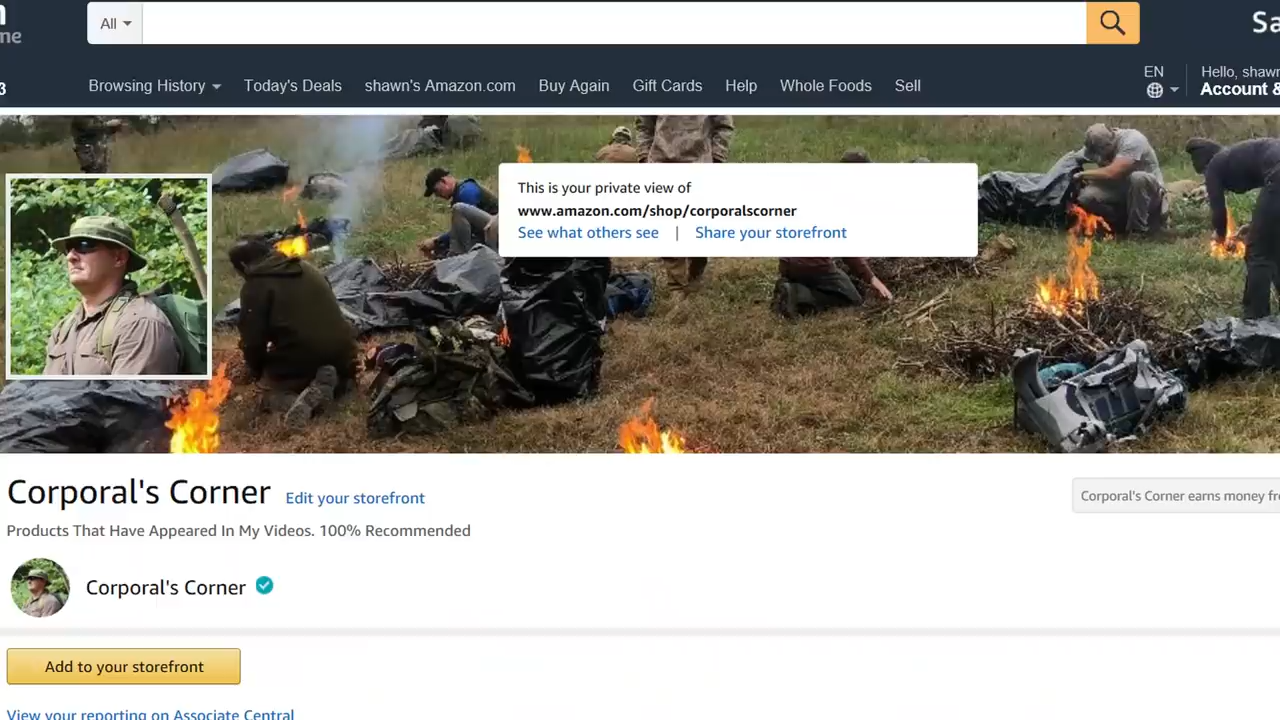 All
Browsing History
Today's Deals
shawn's Amazon.com
Buy Again
Gift Cards
Help
Whole Foods
Sell
EN
Hello, shawn
Account &
This is your private view of
www.amazon.com/shop/corporalscorner
See what others see | Share your storefront
Corporal's Corner
Edit your storefront
Corporal's Corner earns money
Products That Have Appeared In My Videos. 100% Recommended
Corporal's Corner
Add to your storefront
View your reporting on Associate Central